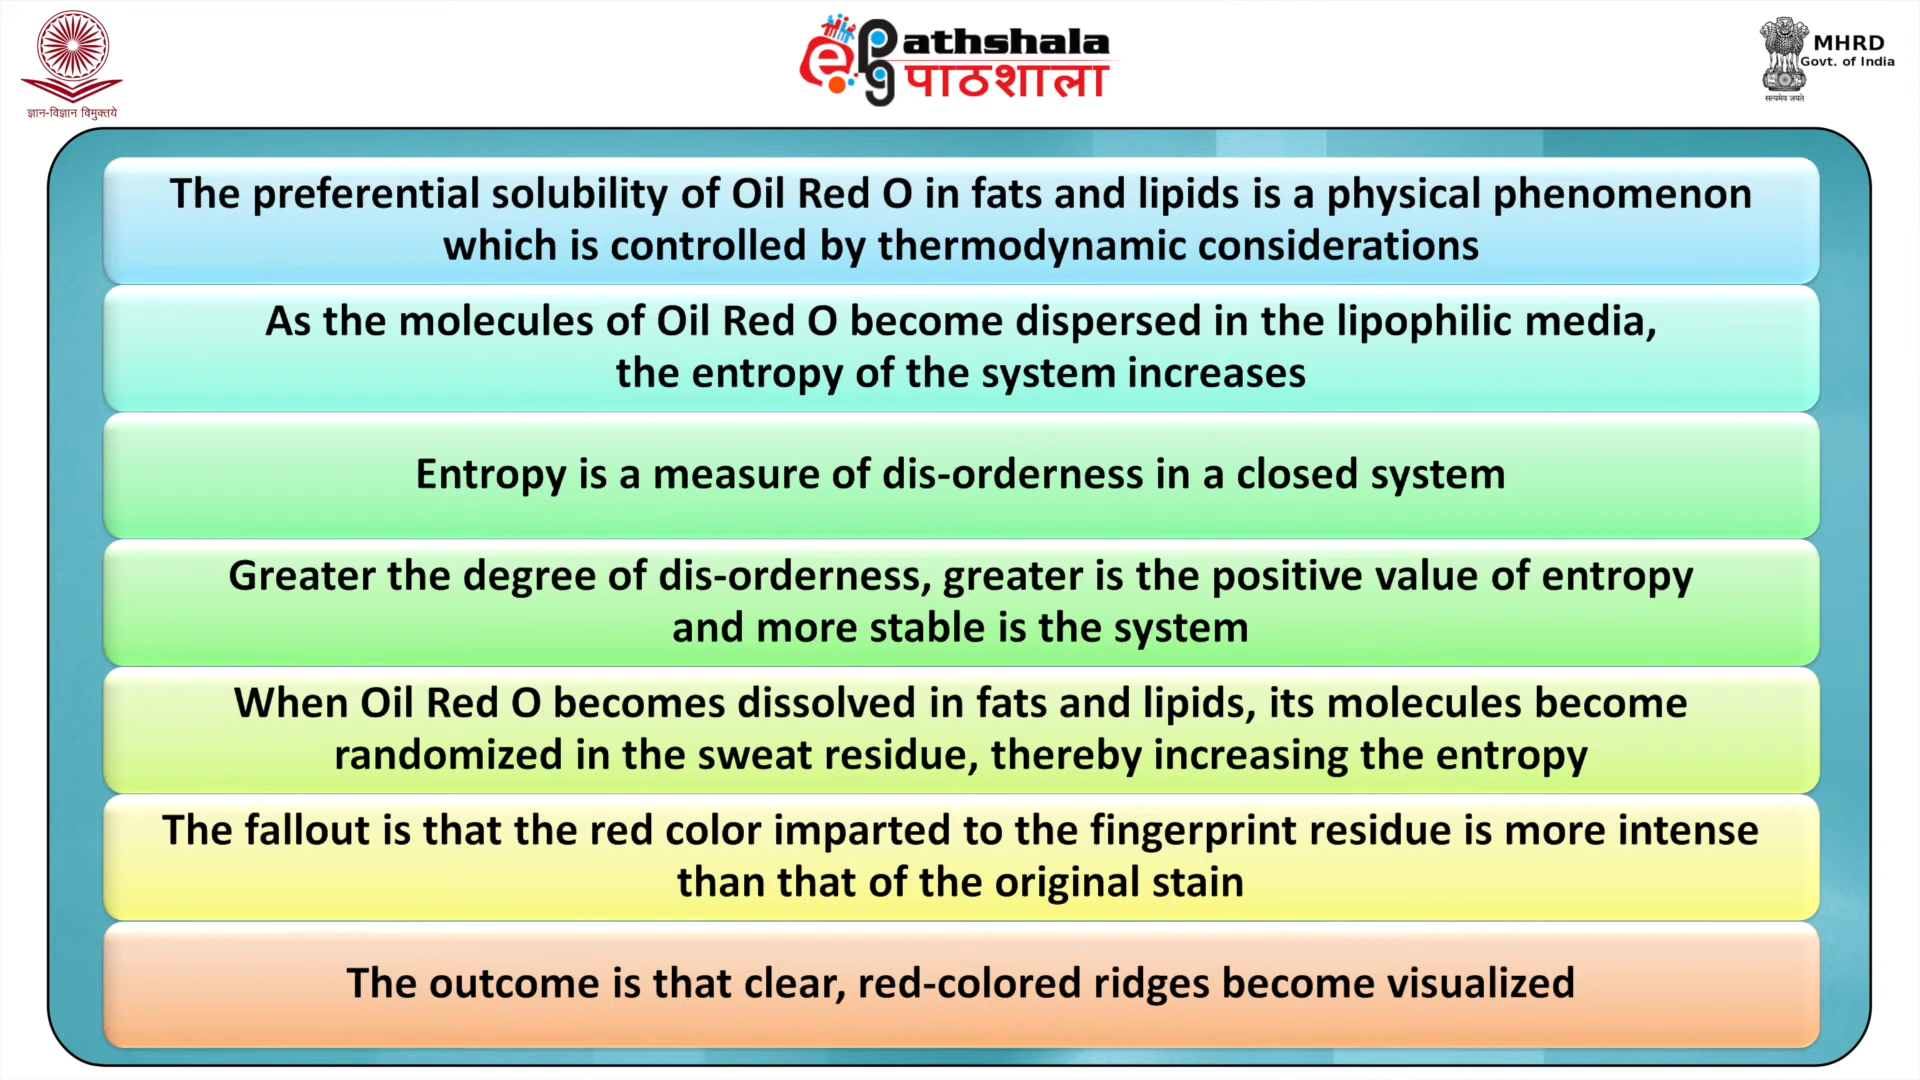 ज्ञान-विज्ञान विमुक्तये
e Pg athshala
पाठशाला
MHRD
Govt. of India
सत्यमेव जयते
The preferential solubility of Oil Red O in fats and lipids is a physical phenomenon
which is controlled by thermodynamic considerations
As the molecules of Oil Red O become dispersed in the lipophilic media,
the entropy of the system increases
Entropy is a measure of dis-orderness in a closed system
Greater the degree of dis-orderness, greater is the positive value of entropy
and more stable is the system
When Oil Red O becomes dissolved in fats and lipids, its molecules become
randomized in the sweat residue, thereby increasing the entropy
The fallout is that the red color imparted to the fingerprint residue is more intense
than that of the original stain
The outcome is that clear, red-colored ridges become visualized